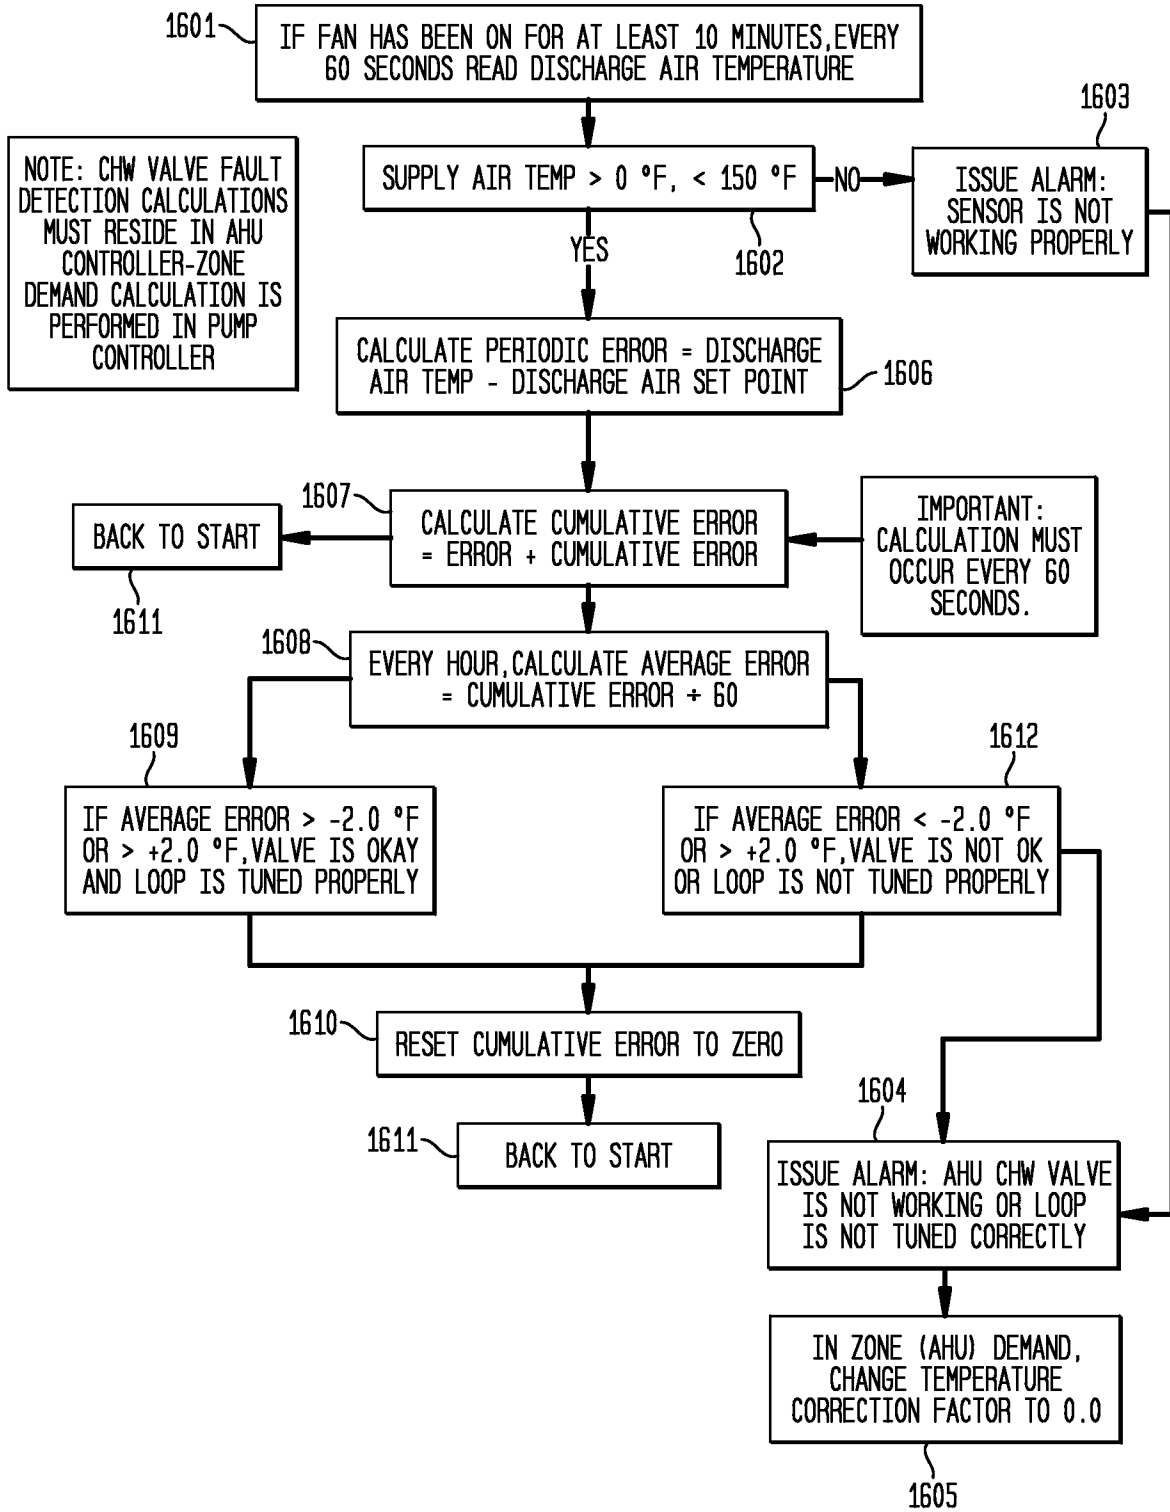 1601
IF FAN HAS BEEN ON FOR AT LEAST 10 MINUTES, EVERY
60 SECONDS READ DISCHARGE AIR TEMPERATURE
1603
NOTE: CHW VALVE FAULT
DETECTION CALCULATIONS
MUST RESIDE IN AHU
CONTROLLER-ZONE
DEMAND CALCULATION IS
PERFORMED IN PUMP
CONTROLLER
SUPPLY AIR TEMP > 0 °F, < 150 °F
NO
ISSUE ALARM:
SENSOR IS NOT
WORKING PROPERLY
YES
1602
CALCULATE PERIODIC ERROR = DISCHARGE
AIR TEMP - DISCHARGE AIR SET POINT
1606
1607
BACK TO START
1611
CALCULATE CUMULATIVE ERROR
= ERROR + CUMULATIVE ERROR
IMPORTANT:
CALCULATION MUST
OCCUR EVERY 60
SECONDS.
1608
EVERY HOUR, CALCULATE AVERAGE ERROR
= CUMULATIVE ERROR ÷ 60
1609
IF AVERAGE ERROR > -2.0 °F
OR > +2.0 °F, VALVE IS OKAY
AND LOOP IS TUNED PROPERLY
1612
IF AVERAGE ERROR < -2.0 °F
OR > +2.0 °F, VALVE IS NOT OK
OR LOOP IS NOT TUNED PROPERLY
1610
RESET CUMULATIVE ERROR TO ZERO
1611
BACK TO START
1604
ISSUE ALARM: AHU CHW VALVE
IS NOT WORKING OR LOOP
IS NOT TUNED CORRECTLY
IN ZONE (AHU) DEMAND,
CHANGE TEMPERATURE
CORRECTION FACTOR TO 0.0
1605